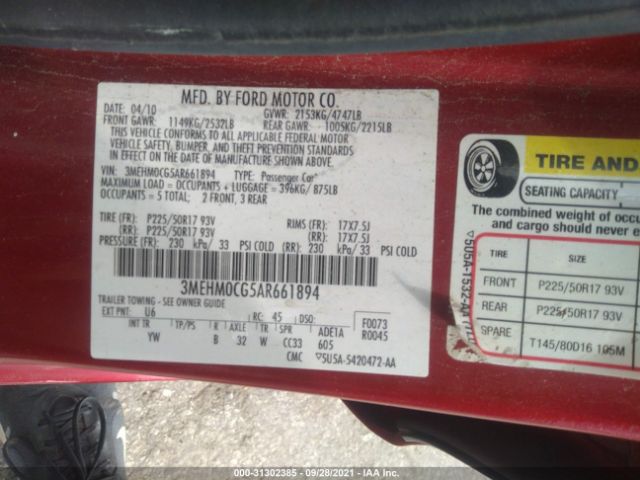 MFD. BY FORD MOTOR CO.
DATE: 04/10 GVWR: 2153KG/4747LB
FRONT GAWR: 1149KG/2532LB REAR GAWR: 1005KG/2215LB
THIS VEHICLE CONFORMS TO ALL APPLICABLE FEDERAL MOTOR
VEHICLE SAFETY, BUMPER, AND THEFT PREVENTION STANDARDS
IN EFFECT ON THE DATE OF MANUFACTURE SHOWN ABOVE.
VIN: 3MEHM0CG5AR661894 TYPE: Passenger Car
MAXIMUM LOAD = OCCUPANTS + LUGGAGE = 396KG/ 875LB
OCCUPANTS = 5 TOTAL; 2 FRONT, 3 REAR
TIRE (FR): P225/50R17 93V RIMS (FR): 17X7.5J
(RR): P225/50R17 93V (RR): 17X7.5J
PRESSURE (FR): 230 kPa/ 33 PSI COLD (RR): 230 kPa/ 33 PSI COLD
3MEHM0CG5AR661894
TRAILER TOWING - SEE OWNER GUIDE
EXT PNT: U6 RC: 45 DSO: F0073
INT TR TP/PS R AXLE TR SPR ADE1A R0045
YW B 32 W CC33 605
CMC 5U5A-5420472-AA
TIRE AND
SEATING CAPACITY
The combined weight of occu
and cargo should never e
TIRE SIZE
FRONT P225/50R17 93V
REAR P225/50R17 93V
SPARE T145/80D16 105M
000-31302385 - 09/28/2021 - IAA Inc.